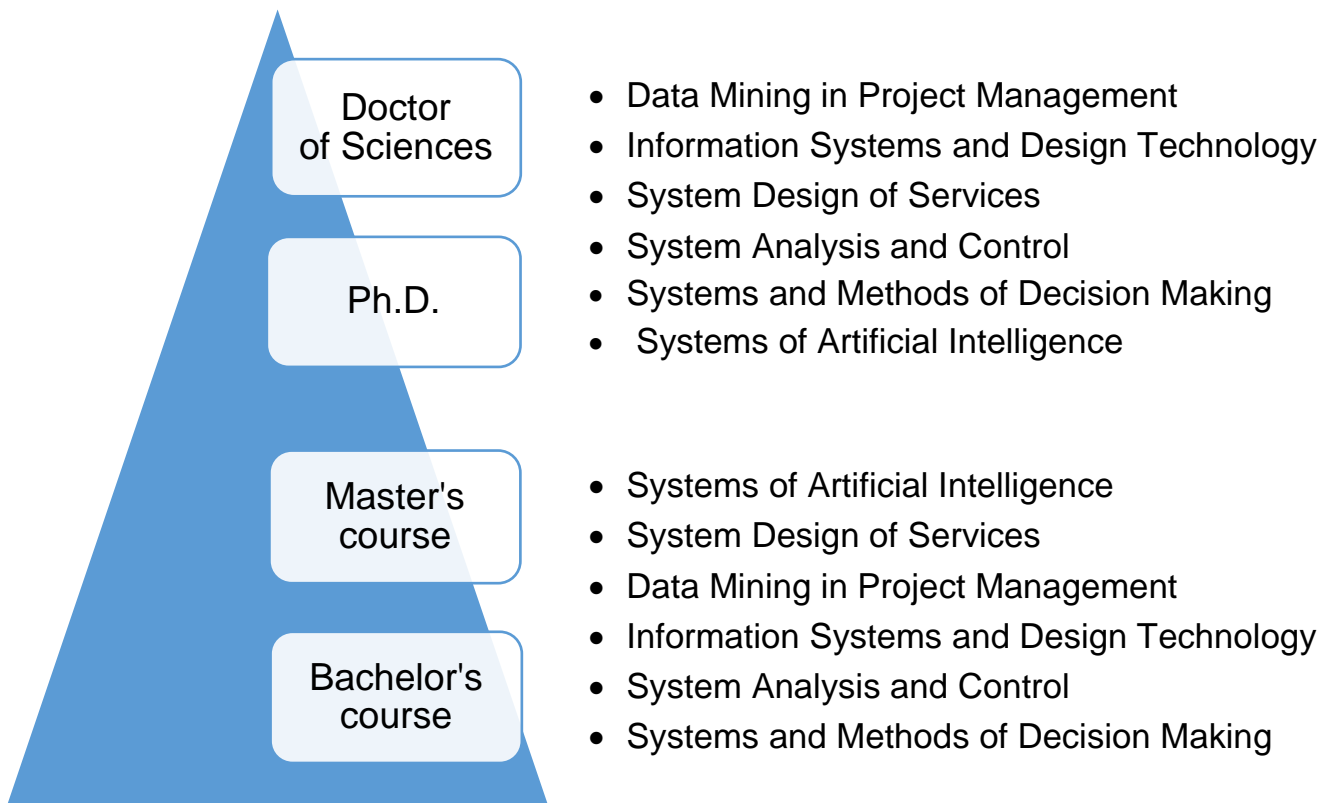 Doctor
of Sciences
Ph.D.
• Data Mining in Project Management
• Information Systems and Design Technology
• System Design of Services
• System Analysis and Control
• Systems and Methods of Decision Making
• Systems of Artificial Intelligence
Master's
course
Bachelor's
course
• Systems of Artificial Intelligence
• System Design of Services
• Data Mining in Project Management
• Information Systems and Design Technology
• System Analysis and Control
• Systems and Methods of Decision Making